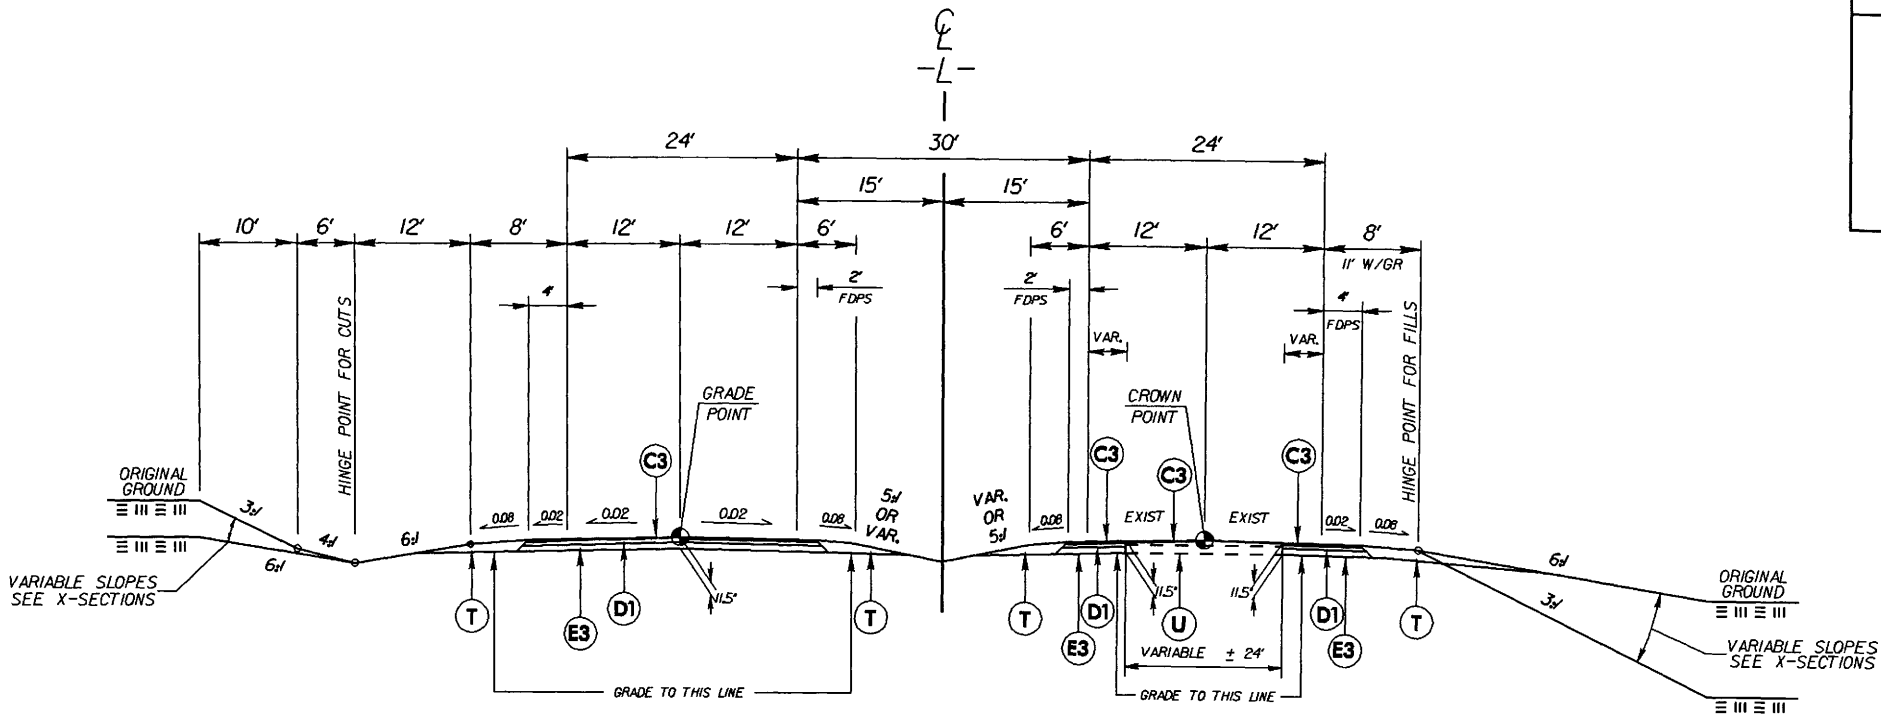 ℄
-L-
24' 30' 24'
15' 15'
10' 6' 12' 8' 12' 12' 6' 6' 12' 12' 8'
11' W/GR
4' 2' 2' 4'
FDPS FDPS FDPS
VAR. VAR.
HINGE POINT FOR CUTS
HINGE POINT FOR FILLS
GRADE
POINT
CROWN
POINT
C3 C3 C3 C3
ORIGINAL
GROUND
3:1
4:1
6:1
6:1
0.08 0.02 0.02 0.02 0.08
5:1
OR
VAR.
VAR.
OR
5:1
0.08 EXIST EXIST 0.02 0.08
6:1
3:1
VARIABLE SLOPES
SEE X-SECTIONS
ORIGINAL
GROUND
VARIABLE SLOPES
SEE X-SECTIONS
11.5" 11.5" 11.5"
T E3 D1 T T E3 D1 U D1 E3 T
VARIABLE ± 24'
GRADE TO THIS LINE
GRADE TO THIS LINE